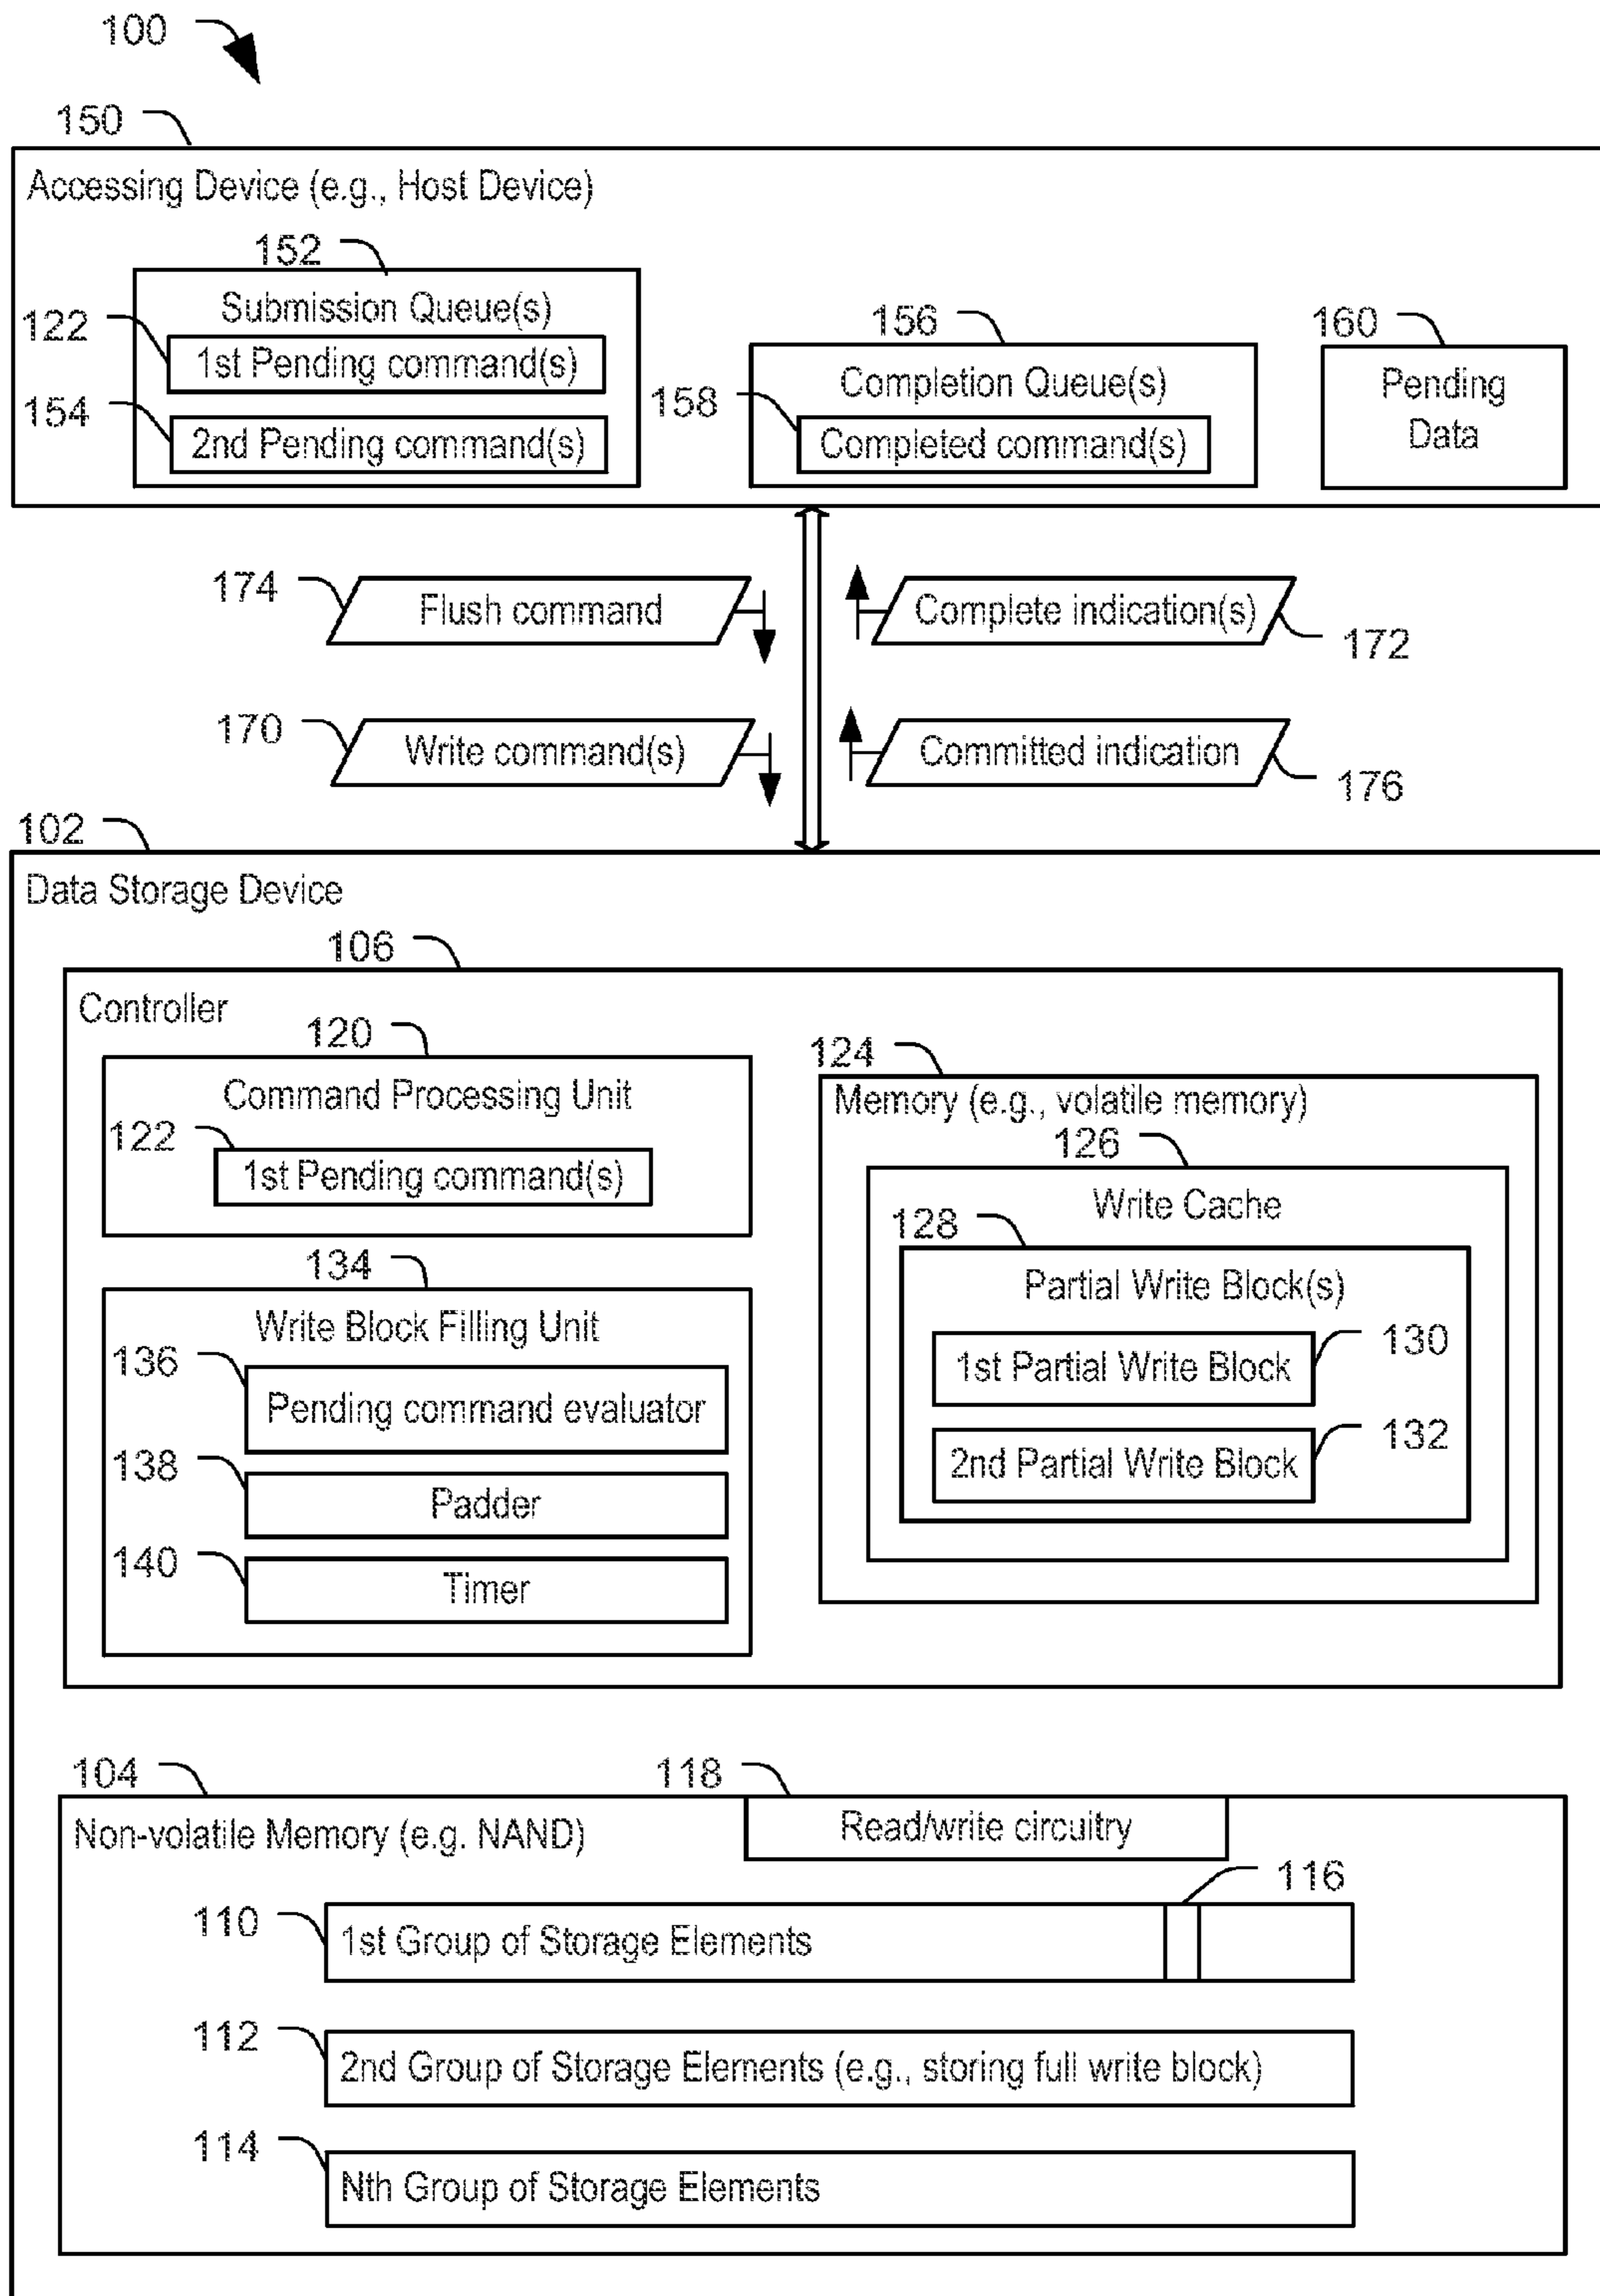 100
150
Accessing Device (e.g., Host Device)
152
Submission Queue(s)
122
1st Pending command(s)
154
2nd Pending command(s)
156
Completion Queue(s)
158
Completed command(s)
160
Pending
Data
174
Flush command
Complete indication(s)
172
170
Write command(s)
Committed indication
176
102
Data Storage Device
106
Controller
120
Command Processing Unit
122
1st Pending command(s)
134
Write Block Filling Unit
136
Pending command evaluator
138
Padder
140
Timer
124
Memory (e.g., volatile memory)
126
Write Cache
128
Partial Write Block(s)
130
1st Partial Write Block
132
2nd Partial Write Block
104
Non-volatile Memory (e.g. NAND)
118
Read/write circuitry
116
110
1st Group of Storage Elements
112
2nd Group of Storage Elements (e.g., storing full write block)
114
Nth Group of Storage Elements